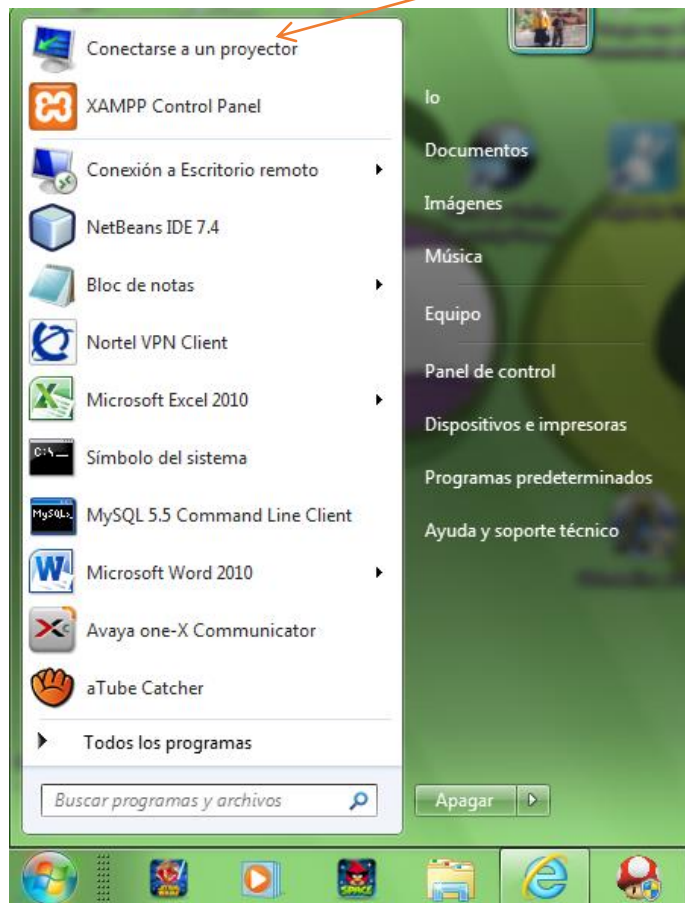 Conectarse a un proyector
XAMPP Control Panel
Conexión a Escritorio remoto
NetBeans IDE 7.4
Bloc de notas
Nortel VPN Client
Microsoft Excel 2010
C:\_
Símbolo del sistema
MySQL
MySQL 5.5 Command Line Client
Microsoft Word 2010
Avaya one-X Communicator
aTube Catcher
Todos los programas
Buscar programas y archivos
lo
Documentos
Imágenes
Música
Equipo
Panel de control
Dispositivos e impresoras
Programas predeterminados
Ayuda y soporte técnico
Apagar
SPACE